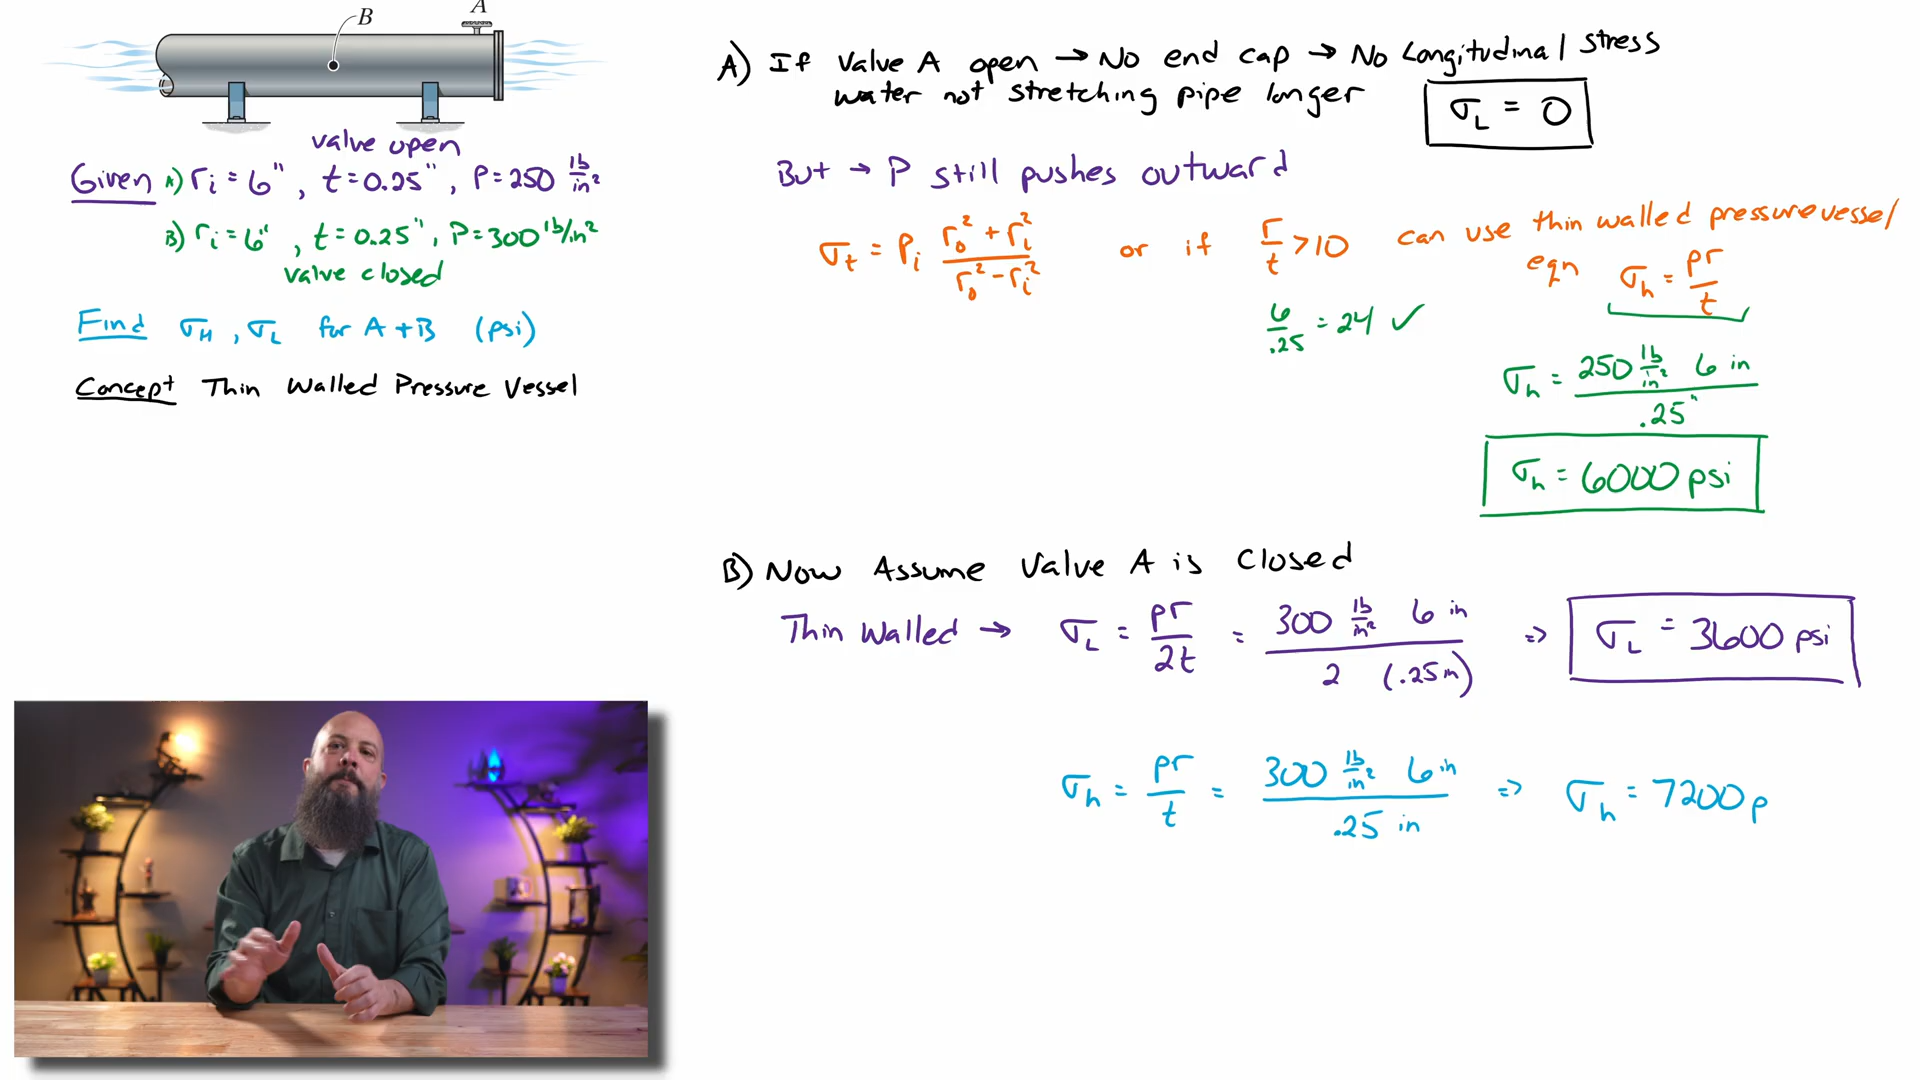 A
B
valve open
Given A) ri = 6", t = 0.25", P = 250 lb/in²
B) ri = 6", t = 0.25", P = 300 lb/in²
valve closed
Find σH, σL for A + B (psi)
Concept Thin Walled Pressure Vessel
A) If Valve A open → No end cap → No Longitudinal stress
water not stretching pipe longer
σL = 0
But → P still pushes outward
σt = Pi (ro² + ri²)/(ro² - ri²) or if r/t > 10 can use thin walled pressure vessel
eqn σh = pr/t
6/.25 = 24 ✓
σh = 250 lb/in² 6 in / .25"
σh = 6000 psi
B) Now Assume Valve A is Closed
Thin Walled → σL = pr/2t = 300 lb/in² 6 in / 2 (.25in) => σL = 3600 psi
σh = pr/t = 300 lb/in² 6 in / .25 in => σh = 7200 p